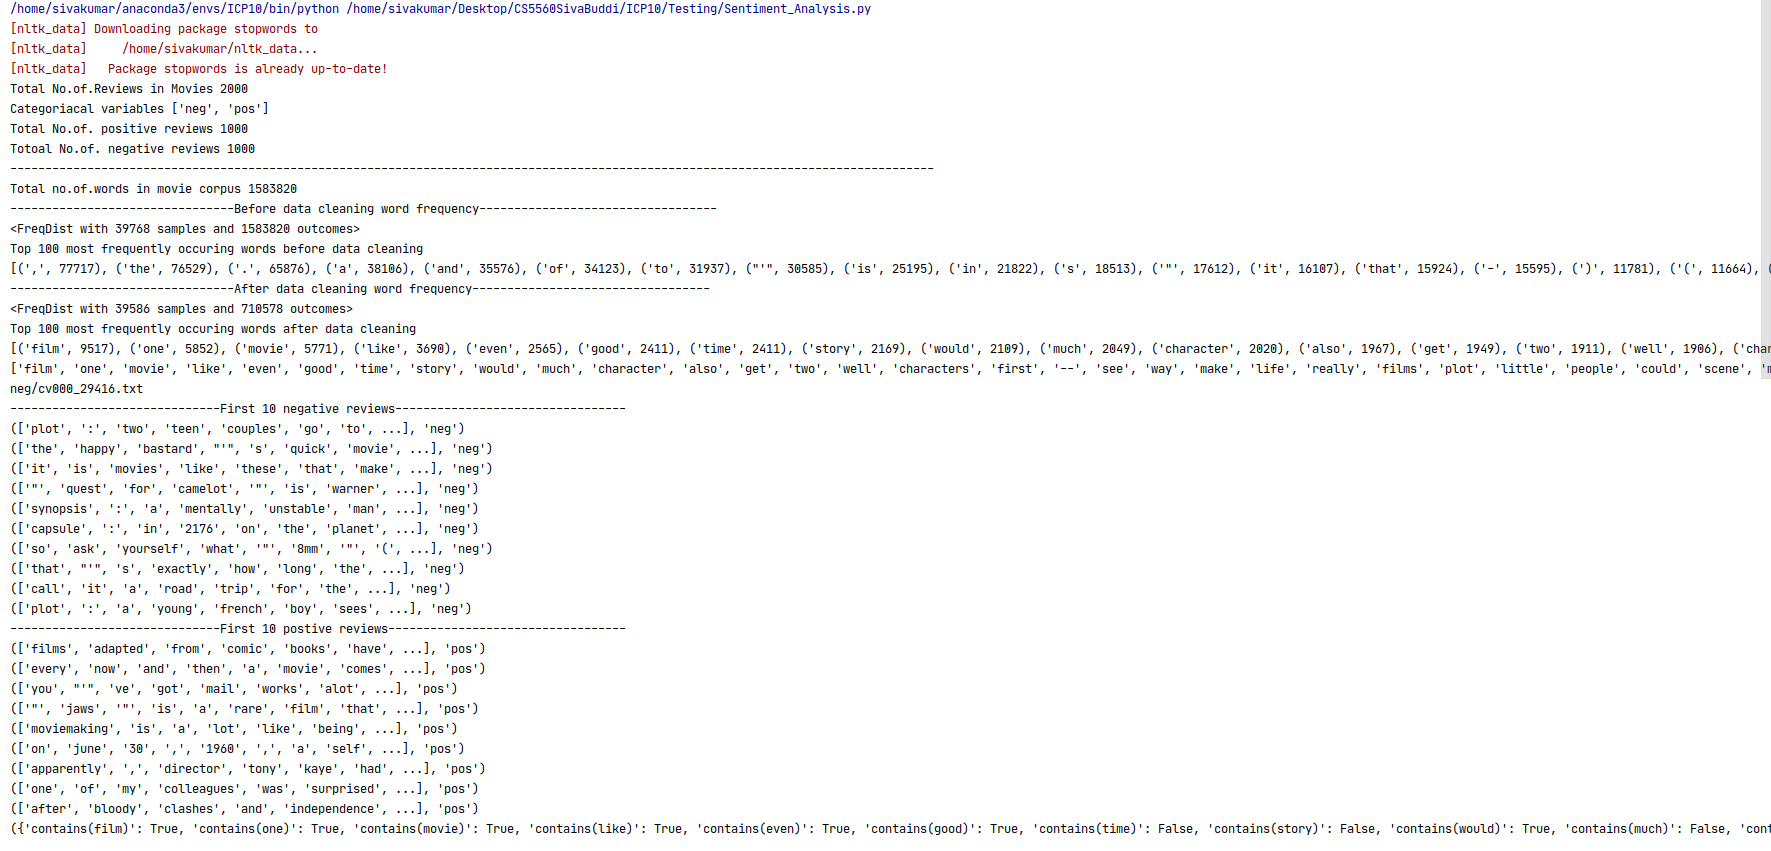 /home/sivakumar/anaconda3/envs/ICP10/bin/python /home/sivakumar/Desktop/CS5560SivaBuddi/ICP10/Testing/Sentiment_Analysis.py
[nltk_data] Downloading package stopwords to
[nltk_data]     /home/sivakumar/nltk_data...
[nltk_data]   Package stopwords is already up-to-date!
Total No.of.Reviews in Movies 2000
Categoriacal variables ['neg', 'pos']
Total No.of. positive reviews 1000
Totoal No.of. negative reviews 1000
------------------------------------------------------------------------------------------------------------------------------------
Total no.of.words in movie corpus 1583820
--------------------------------Before data cleaning word frequency----------------------------------
<FreqDist with 39768 samples and 1583820 outcomes>
Top 100 most frequently occuring words before data cleaning
[(',', 77717), ('the', 76529), ('.', 65876), ('a', 38106), ('and', 35576), ('of', 34123), ('to', 31937), ("'", 30585), ('is', 25195), ('in', 21822), ('s', 18513), ('"', 17612), ('it', 16107), ('that', 15924), ('-', 15595), (')', 11781), ('(', 11664), (
--------------------------------After data cleaning word frequency----------------------------------
<FreqDist with 39586 samples and 710578 outcomes>
Top 100 most frequently occuring words after data cleaning
[('film', 9517), ('one', 5852), ('movie', 5771), ('like', 3690), ('even', 2565), ('good', 2411), ('time', 2411), ('story', 2169), ('would', 2109), ('much', 2049), ('character', 2020), ('also', 1967), ('get', 1949), ('two', 1911), ('well', 1906), ('char
['film', 'one', 'movie', 'like', 'even', 'good', 'time', 'story', 'would', 'much', 'character', 'also', 'get', 'two', 'well', 'characters', 'first', '--', 'see', 'way', 'make', 'life', 'really', 'films', 'plot', 'little', 'people', 'could', 'scene', 'm
neg/cv000_29416.txt
------------------------------First 10 negative reviews---------------------------------
(['plot', ':', 'two', 'teen', 'couples', 'go', 'to', ...], 'neg')
(['the', 'happy', 'bastard', "'", 's', 'quick', 'movie', ...], 'neg')
(['it', 'is', 'movies', 'like', 'these', 'that', 'make', ...], 'neg')
(['"', 'quest', 'for', 'camelot', '"', 'is', 'warner', ...], 'neg')
(['synopsis', ':', 'a', 'mentally', 'unstable', 'man', ...], 'neg')
(['capsule', ':', 'in', '2176', 'on', 'the', 'planet', ...], 'neg')
(['so', 'ask', 'yourself', 'what', '"', '8mm', '"', '(', ...], 'neg')
(['that', "'", 's', 'exactly', 'how', 'long', 'the', ...], 'neg')
(['call', 'it', 'a', 'road', 'trip', 'for', 'the', ...], 'neg')
(['plot', ':', 'a', 'young', 'french', 'boy', 'sees', ...], 'neg')
------------------------------First 10 postive reviews----------------------------------
(['films', 'adapted', 'from', 'comic', 'books', 'have', ...], 'pos')
(['every', 'now', 'and', 'then', 'a', 'movie', 'comes', ...], 'pos')
(['you', "'", 've', 'got', 'mail', 'works', 'alot', ...], 'pos')
(['"', 'jaws', '"', 'is', 'a', 'rare', 'film', 'that', ...], 'pos')
(['moviemaking', 'is', 'a', 'lot', 'like', 'being', ...], 'pos')
(['on', 'june', '30', ',', '1960', ',', 'a', 'self', ...], 'pos')
(['apparently', ',', 'director', 'tony', 'kaye', 'had', ...], 'pos')
(['one', 'of', 'my', 'colleagues', 'was', 'surprised', ...], 'pos')
(['after', 'bloody', 'clashes', 'and', 'independence', ...], 'pos')
({'contains(film)': True, 'contains(one)': True, 'contains(movie)': True, 'contains(like)': True, 'contains(even)': True, 'contains(good)': True, 'contains(time)': False, 'contains(story)': False, 'contains(would)': True, 'contains(much)': False, 'cont